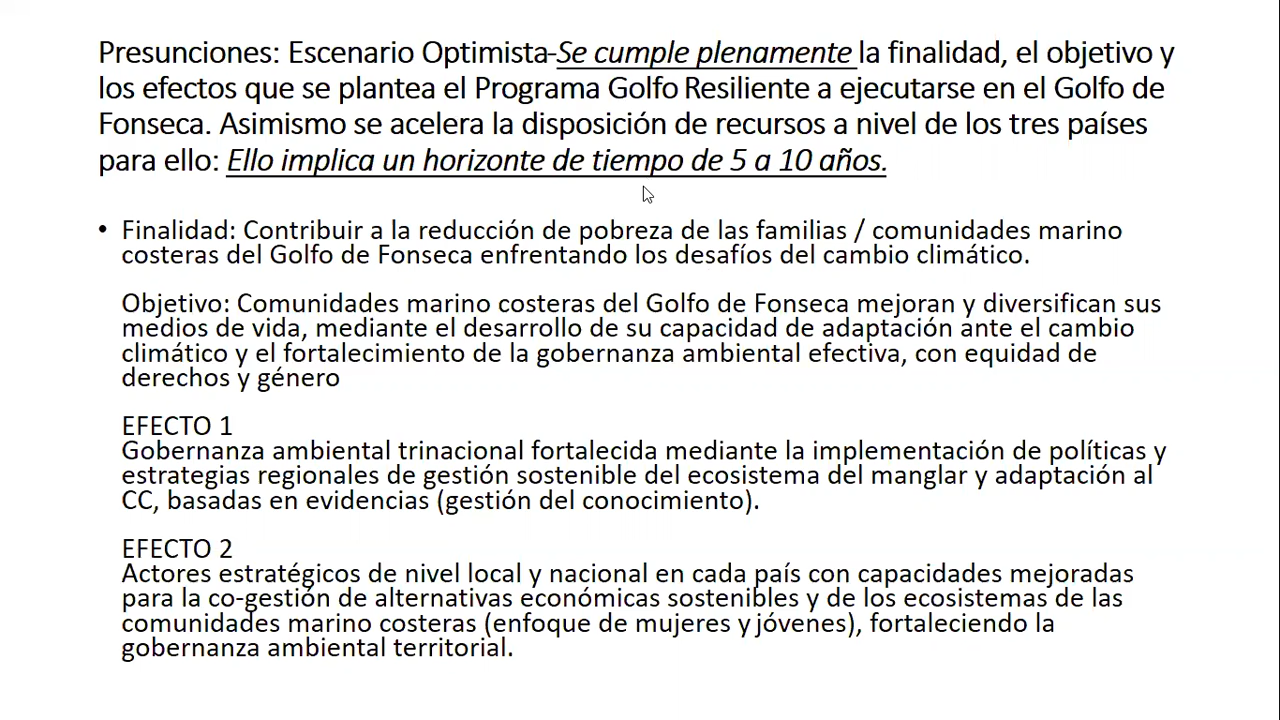 Presunciones: Escenario Optimista-Se cumple plenamente la finalidad, el objetivo y
los efectos que se plantea el Programa Golfo Resiliente a ejecutarse en el Golfo de
Fonseca. Asimismo se acelera la disposición de recursos a nivel de los tres países
para ello: Ello implica un horizonte de tiempo de 5 a 10 años.
• Finalidad: Contribuir a la reducción de pobreza de las familias / comunidades marino
costeras del Golfo de Fonseca enfrentando los desafíos del cambio climático.
Objetivo: Comunidades marino costeras del Golfo de Fonseca mejoran y diversifican sus
medios de vida, mediante el desarrollo de su capacidad de adaptación ante el cambio
climático y el fortalecimiento de la gobernanza ambiental efectiva, con equidad de
derechos y género
EFECTO 1
Gobernanza ambiental trinacional fortalecida mediante la implementación de políticas y
estrategias regionales de gestión sostenible del ecosistema del manglar y adaptación al
CC, basadas en evidencias (gestión del conocimiento).
EFECTO 2
Actores estratégicos de nivel local y nacional en cada país con capacidades mejoradas
para la co-gestión de alternativas económicas sostenibles y de los ecosistemas de las
comunidades marino costeras (enfoque de mujeres y jóvenes), fortaleciendo la
gobernanza ambiental territorial.